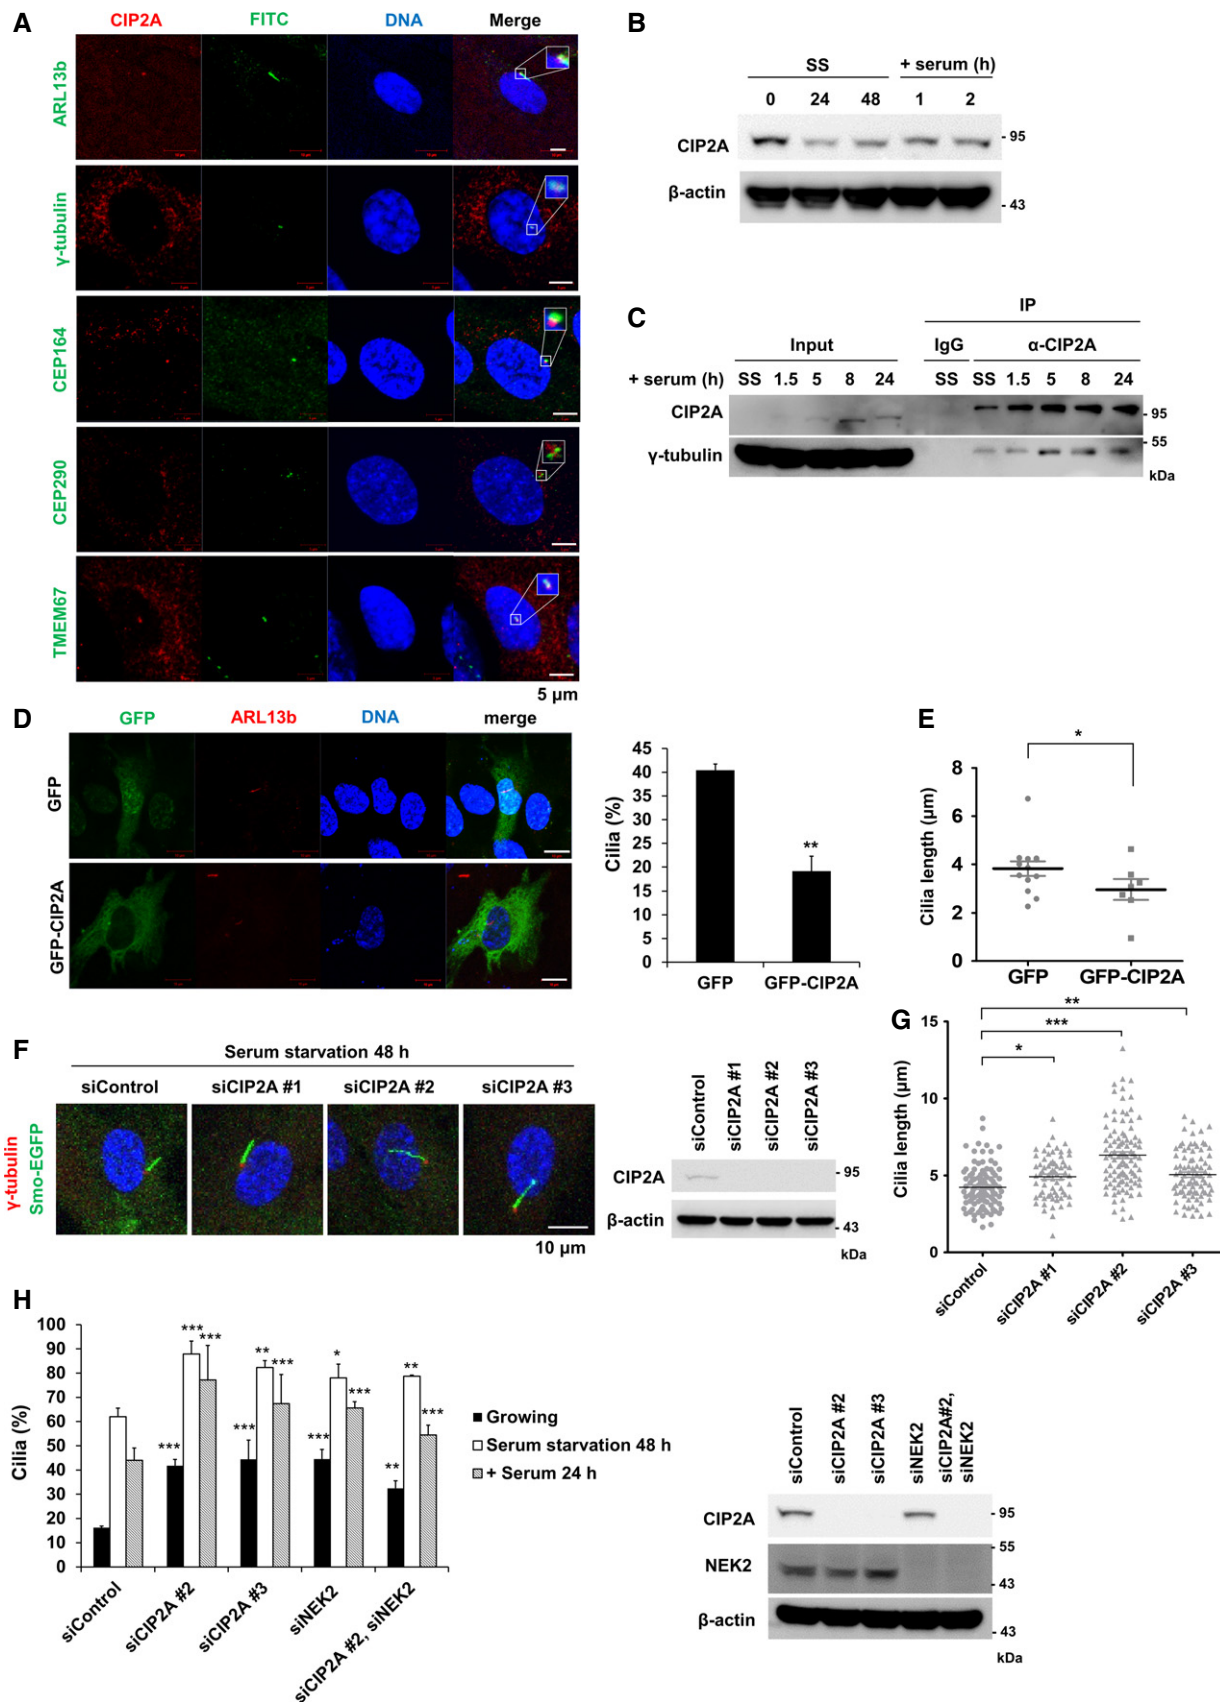 A
CIP2A FITC DNA Merge
ARL13b
γ-tubulin
CEP164
CEP290
TMEM67
5 µm
B
SS + serum (h)
0 24 48 1 2
CIP2A
- 95
β-actin
- 43
C
IP
Input IgG α-CIP2A
+ serum (h) SS 1.5 5 8 24 SS SS 1.5 5 8 24
CIP2A
- 95
γ-tubulin
55
kDa
D
GFP ARL13b DNA merge
GFP
GFP-CIP2A
Cilia (%)
45
40
35
30
25
20
15
10
5
0
**
GFP GFP-CIP2A
E
*
Cilia length (µm)
8
6
4
2
0
GFP GFP-CIP2A
F
Serum starvation 48 h
siControl siCIP2A #1 siCIP2A #2 siCIP2A #3
γ-tubulin
Smo-EGFP
10 µm
siControl
siCIP2A #1
siCIP2A #2
siCIP2A #3
CIP2A
- 95
β-actin
- 43
kDa
G
**
***
*
Cilia length (µm)
15
10
5
0
siControl
siCIP2A #1
siCIP2A #2
siCIP2A #3
H
Cilia (%)
100
90
80
70
60
50
40
30
20
10
0
*** *** ***
*** ** ***
*** * ***
** ** ***
Growing
Serum starvation 48 h
+ Serum 24 h
siControl
siCIP2A #2
siCIP2A #3
siNEK2
siCIP2A #2, siNEK2
siControl
siCIP2A #2
siCIP2A #3
siNEK2
siCIP2A#2,
siNEK2
CIP2A
- 95
55
NEK2
- 43
β-actin
- 43
kDa